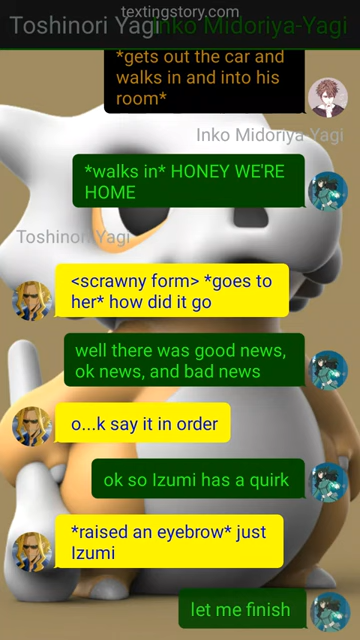 textingstory.com
Toshinori Yagi Inko Midoriya-Yagi
*gets out the car and
walks in and into his
room*
Inko Midoriya-Yagi
*walks in* HONEY WE'RE
HOME
Toshinori Yagi
<scrawny form> *goes to
her* how did it go
well there was good news,
ok news, and bad news
o...k say it in order
ok so Izumi has a quirk
*raised an eyebrow* just
Izumi
let me finish